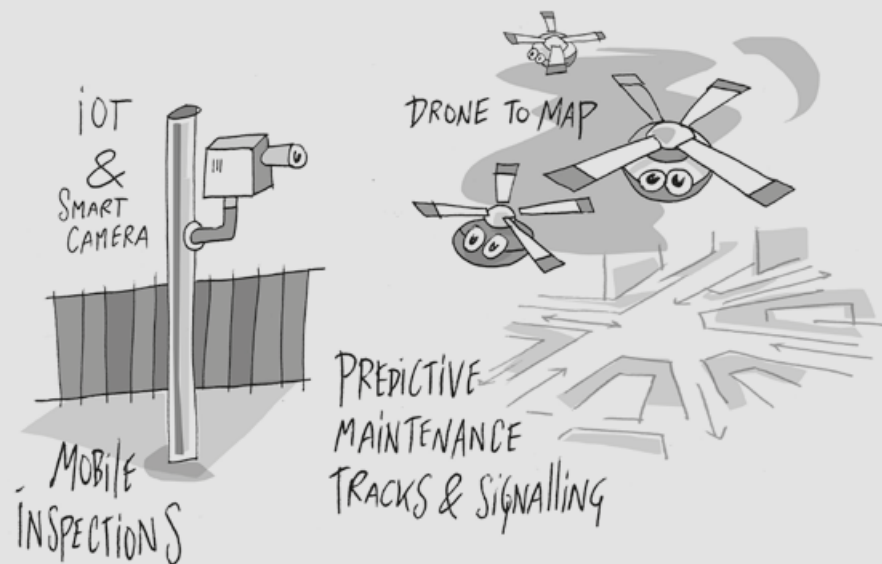 iOT
&
SMART
CAMERA
MOBilE
iNSPECTIONS
DRONE TO MAP
PREDICTIVE
MAiNTENANCE
TRACKS & SiGNAlliNG